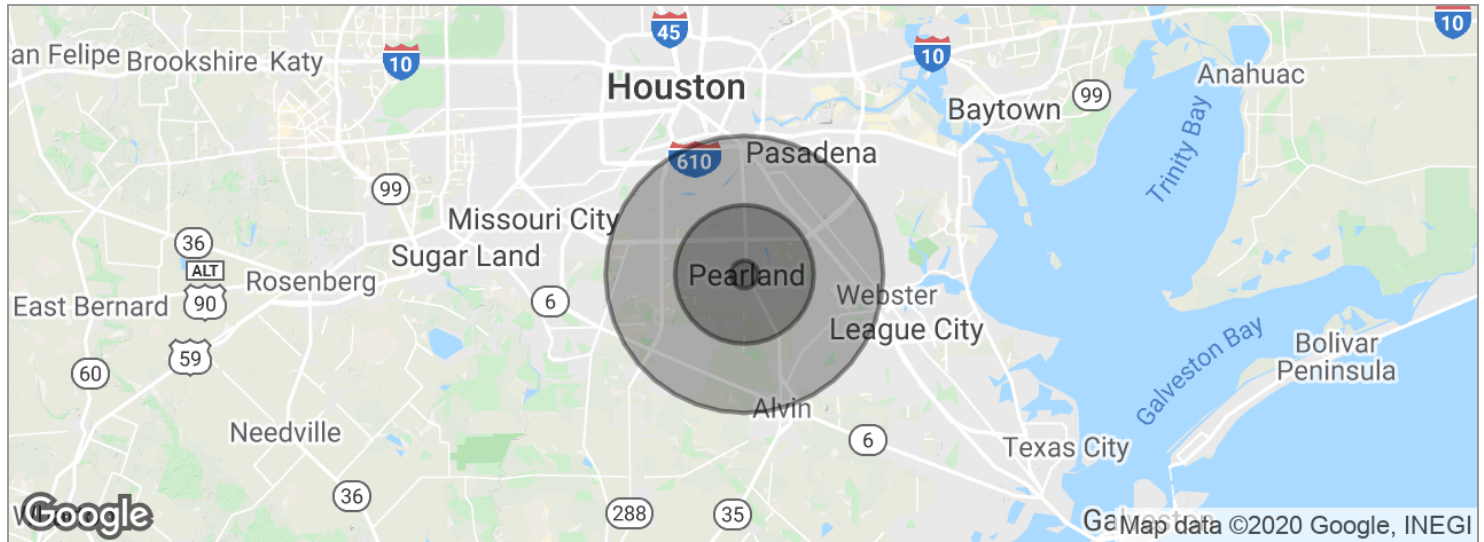 10
45
an Felipe
Brookshire
Katy
10
10
Anahuac
Houston
99
Baytown
Trinity Bay
610
Pasadena
99
Missouri City
36
Sugar Land
ALT
90
Rosenberg
Pearland
East Bernard
6
Webster
League City
59
60
Galveston Bay
Bolivar
Peninsula
Alvin
Needville
6
Texas City
36
288
35
Google
Map data ©2020 Google, INEGI